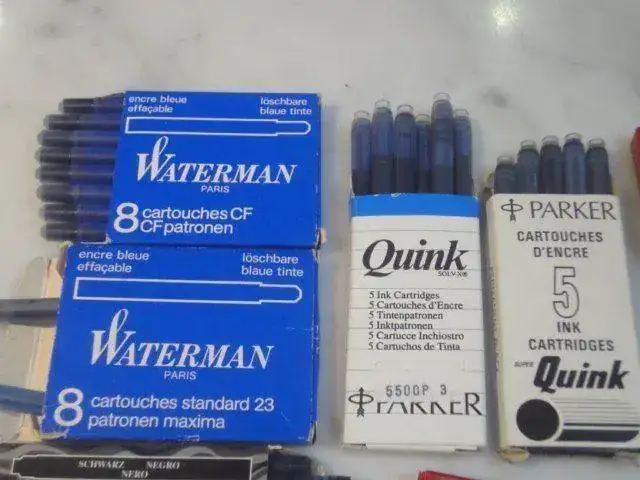 encre bleue
effaçable
löschbare
blaue tinte
WATERMAN
PARIS
8 cartouches CF
CF patronen
encre bleue
effaçable
löschbare
blaue tinte
WATERMAN
PARIS
8 cartouches standard 23
patronen maxima
SCHWARZ NEGRO
NERO
Quink
SOLV-X
5 Ink Cartridges
5 Cartouches d'Encre
5 Tintenpatronen
5 Inktpatronen
5 Cartucce Inchiostro
5 Cartuchos de Tinta
5500P 3
PARKER
PARKER
CARTOUCHES
D'ENCRE
5
INK
CARTRIDGES
SUPER Quink